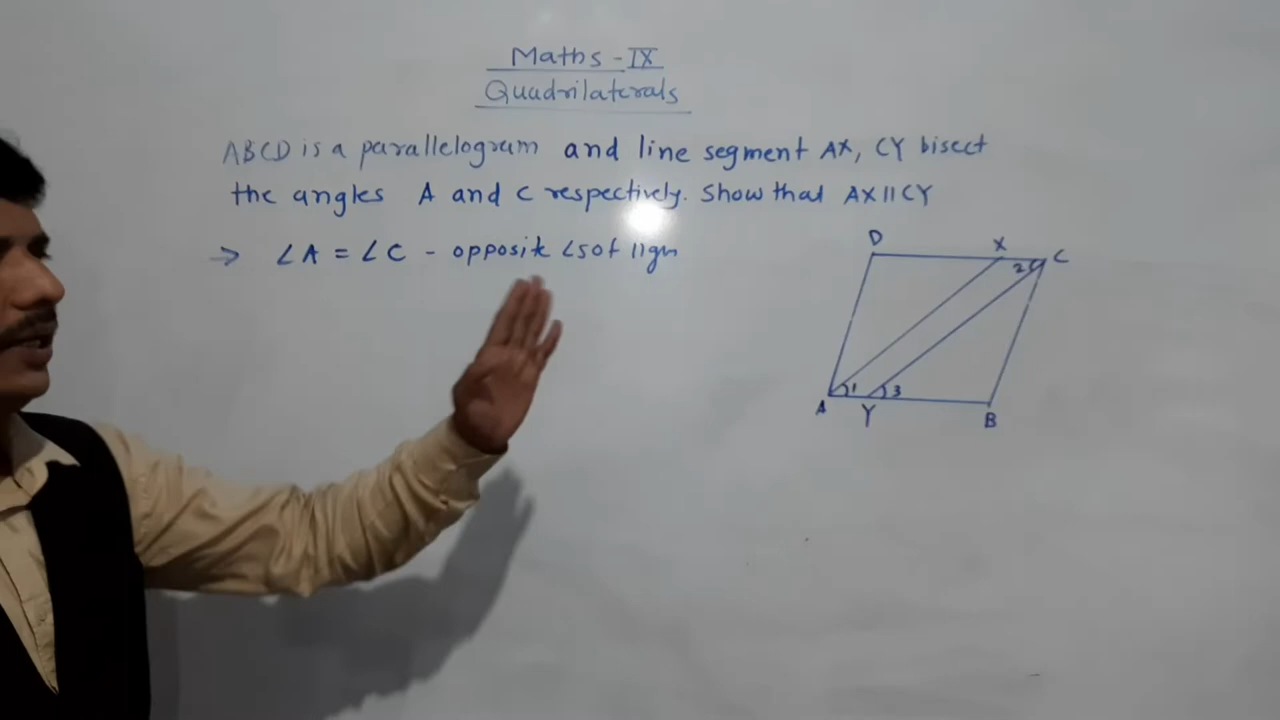 Maths - IX
Quadrilaterals
ABCD is a parallelogram and line segment AX, CY bisect
the angles A and C respectively. Show that AX || CY
→ ∠A = ∠C - opposite ∠s of ||gm
D X C
2
1 3
A Y B